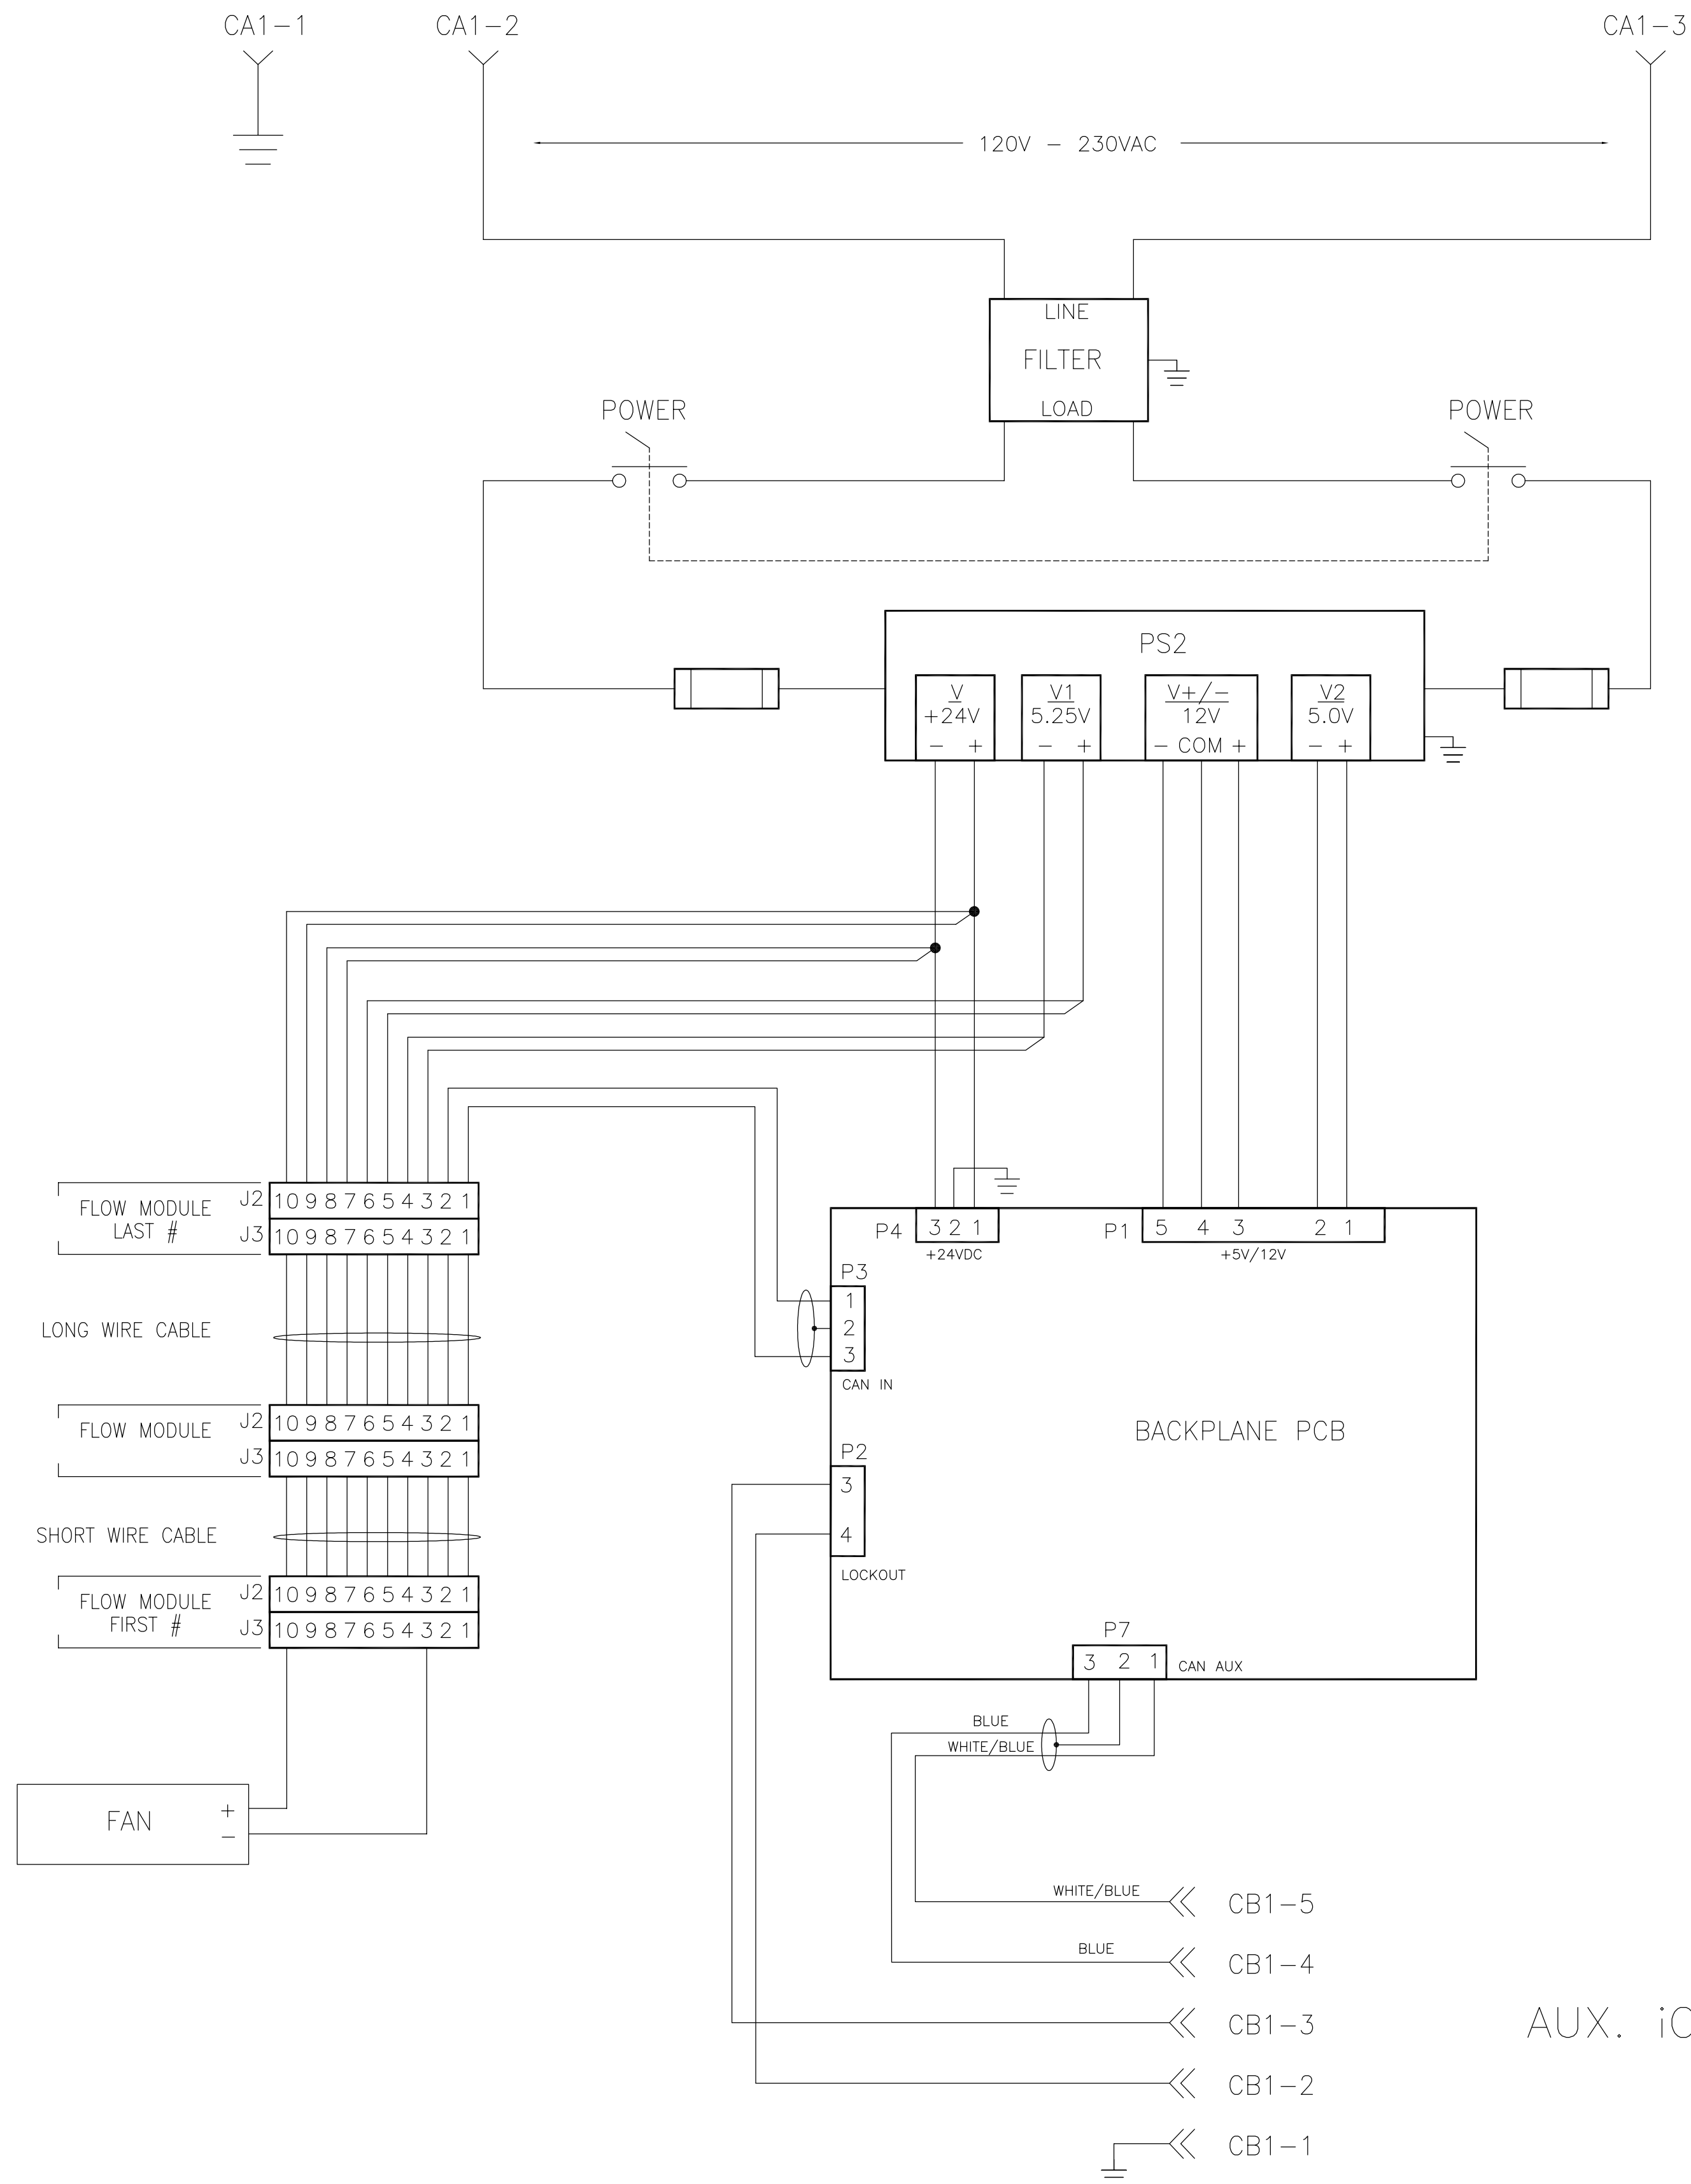 CA1-1
CA1-2
CA1-3
120V - 230VAC
LINE
FILTER
LOAD
POWER
POWER
PS2
V
+24V
- +
V1
5.25V
- +
V+/-
12V
- COM +
V2
5.0V
- +
FLOW MODULE
LAST #
J2 10 9 8 7 6 5 4 3 2 1
J3 10 9 8 7 6 5 4 3 2 1
LONG WIRE CABLE
FLOW MODULE
J2 10 9 8 7 6 5 4 3 2 1
J3 10 9 8 7 6 5 4 3 2 1
SHORT WIRE CABLE
FLOW MODULE
FIRST #
J2 10 9 8 7 6 5 4 3 2 1
J3 10 9 8 7 6 5 4 3 2 1
FAN
+
-
P4 3 2 1
+24VDC
P1 5 4 3 2 1
+5V/12V
P3
1
2
3
CAN IN
BACKPLANE PCB
P2
3
4
LOCKOUT
P7
3 2 1
CAN AUX
BLUE
WHITE/BLUE
WHITE/BLUE
CB1-5
BLUE
CB1-4
CB1-3
AUX.
CB1-2
CB1-1